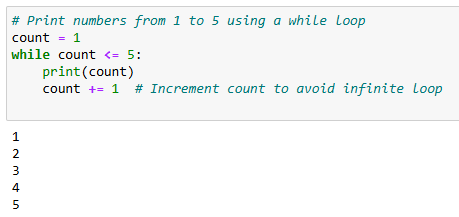 # Print numbers from 1 to 5 using a while loop
count = 1
while count <= 5:
    print(count)
    count += 1  # Increment count to avoid infinite loop
1
2
3
4
5